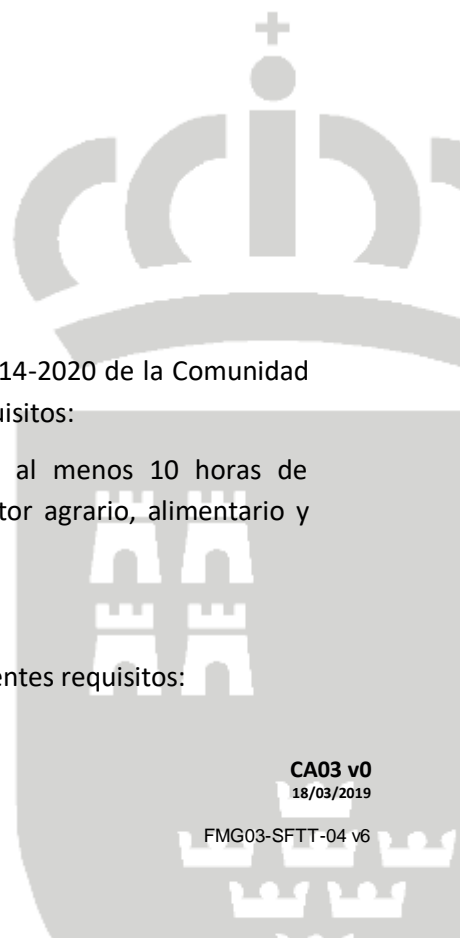 14-2020 de la Comunidad
uisitos:
al menos 10 horas de
tor agrario, alimentario y
entes requisitos:
CA03 v0
18/03/2019
FMG03-SFTT-04 v6